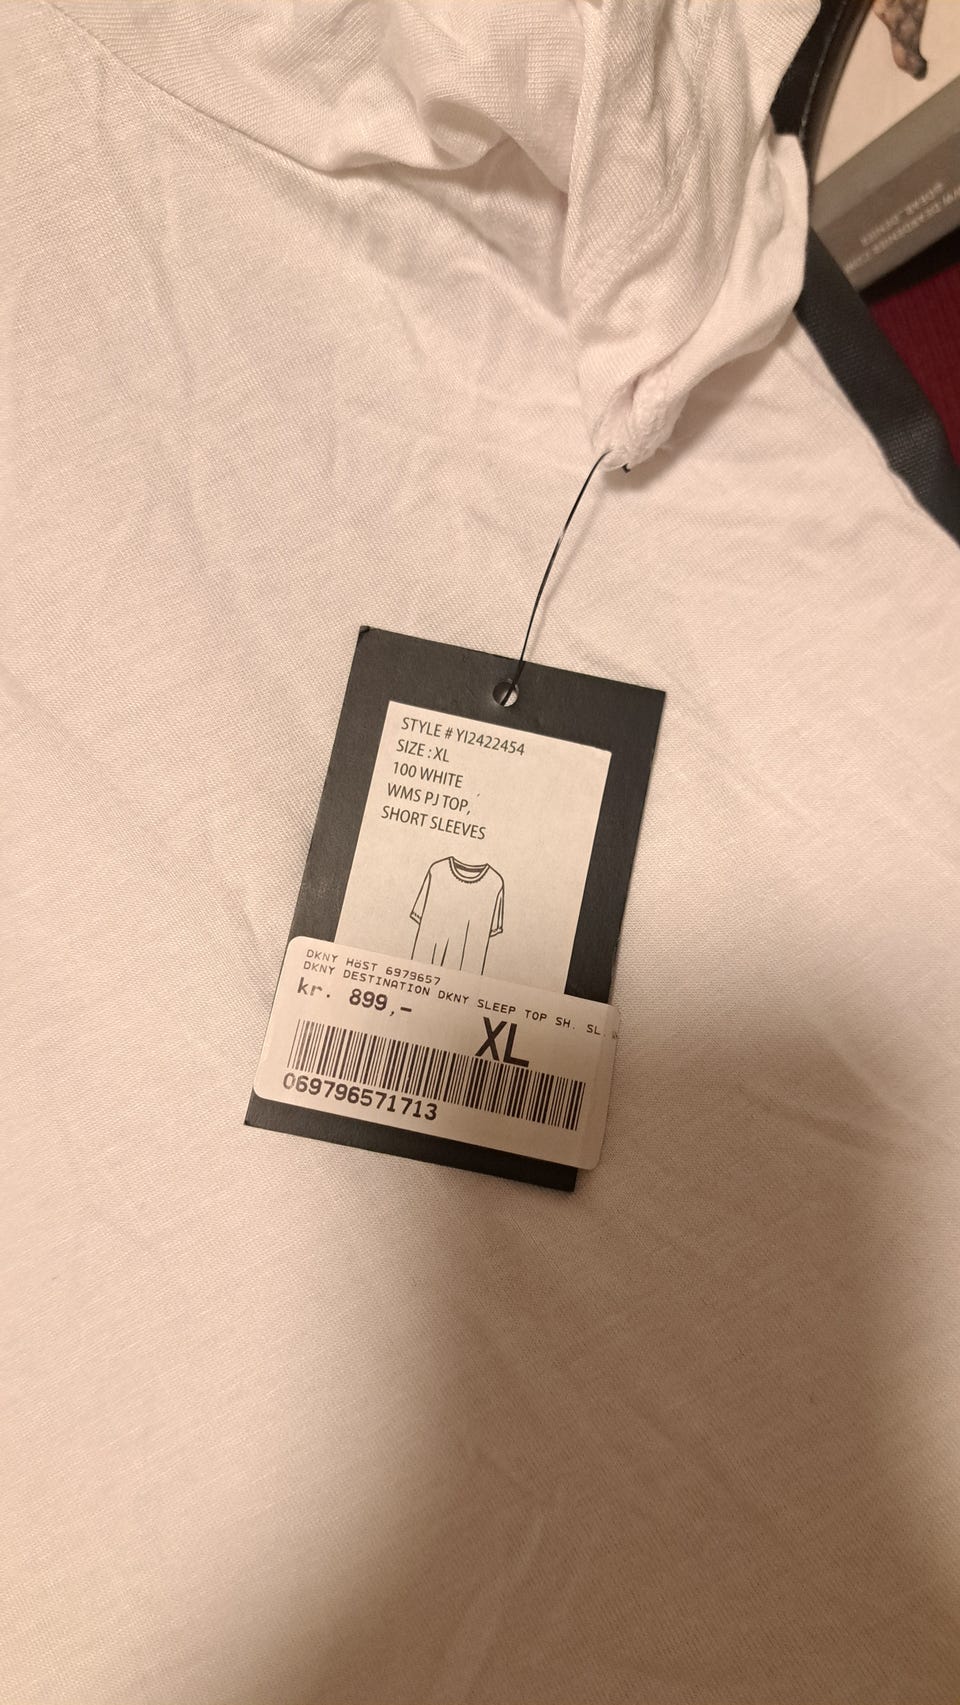 STYLE # YI2422454
SIZE : XL
100 WHITE
WMS PJ TOP,
SHORT SLEEVES
DKNY HöST 6979657
DKNY DESTINATION DKNY SLEEP TOP SH. SL.
kr. 899,-
XL
069796571713